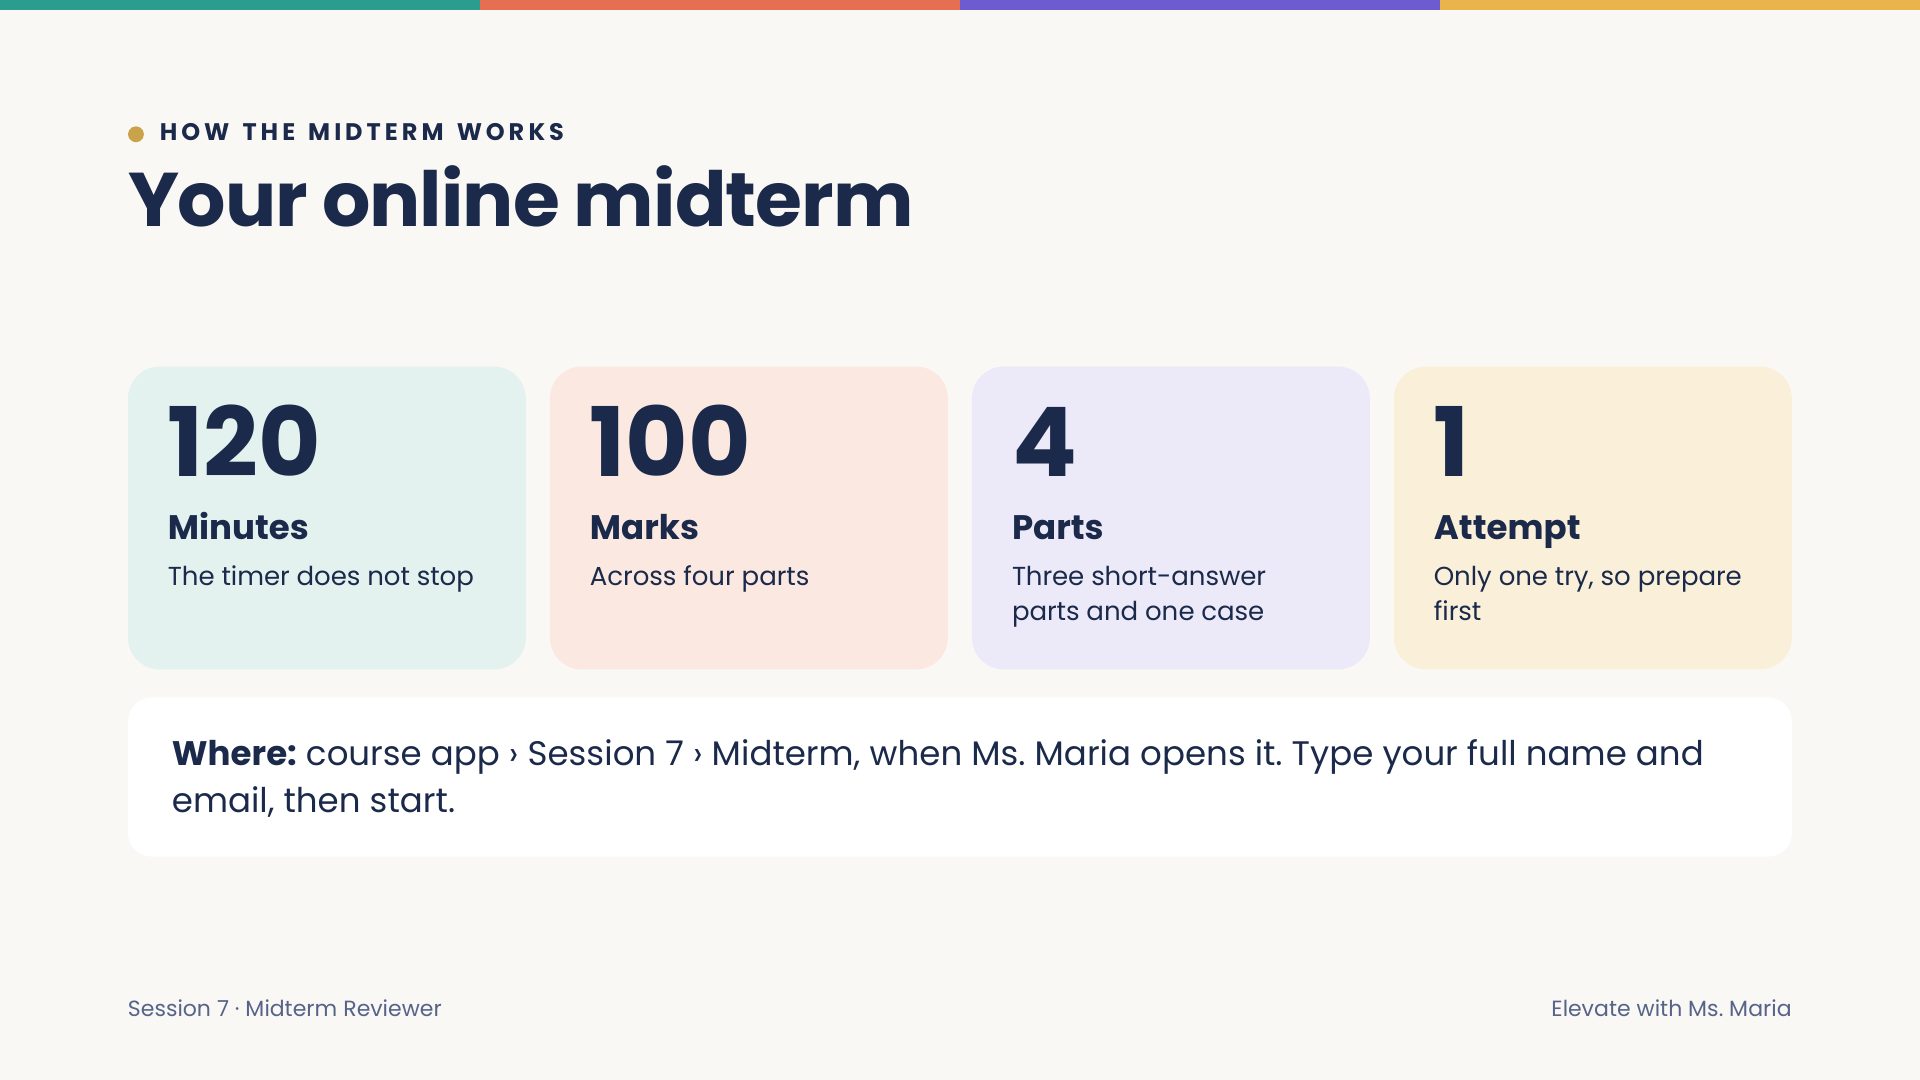 HOW THE MIDTERM WORKS
Your online midterm
120
Minutes
The timer does not stop
100
Marks
Across four parts
4
Parts
Three short-answer
parts and one case
1
Attempt
Only one try, so prepare
first
Where: course app › Session 7 › Midterm, when Ms. Maria opens it. Type your full name and
email, then start.
Session 7 · Midterm Reviewer
Elevate with Ms. Maria